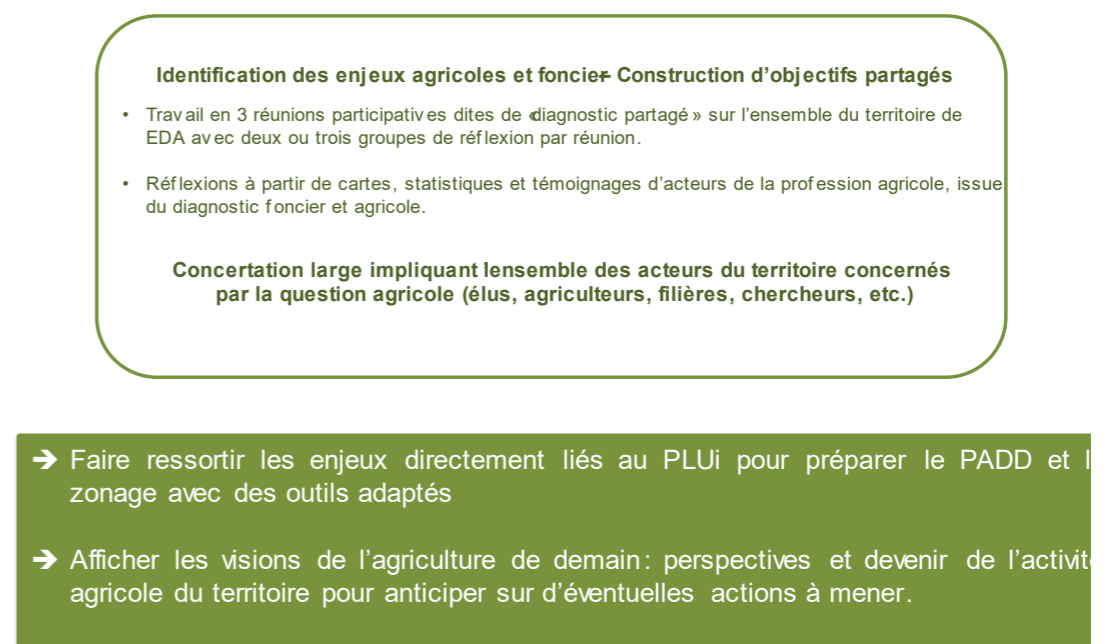 Identification des enjeux agricoles et foncier- Construction d’objectifs partagés
• Travail en 3 réunions participatives dites de «diagnostic partagé » sur l’ensemble du territoire de
EDA avec deux ou trois groupes de réflexion par réunion.
• Réflexions à partir de cartes, statistiques et témoignages d’acteurs de la profession agricole, issue
du diagnostic foncier et agricole.
Concertation large impliquant lensemble des acteurs du territoire concernés
par la question agricole (élus, agriculteurs, filières, chercheurs, etc.)
➔ Faire ressortir les enjeux directement liés au PLUi pour préparer le PADD et l
zonage avec des outils adaptés
➔ Afficher les visions de l’agriculture de demain : perspectives et devenir de l’activité
agricole du territoire pour anticiper sur d’éventuelles actions à mener.